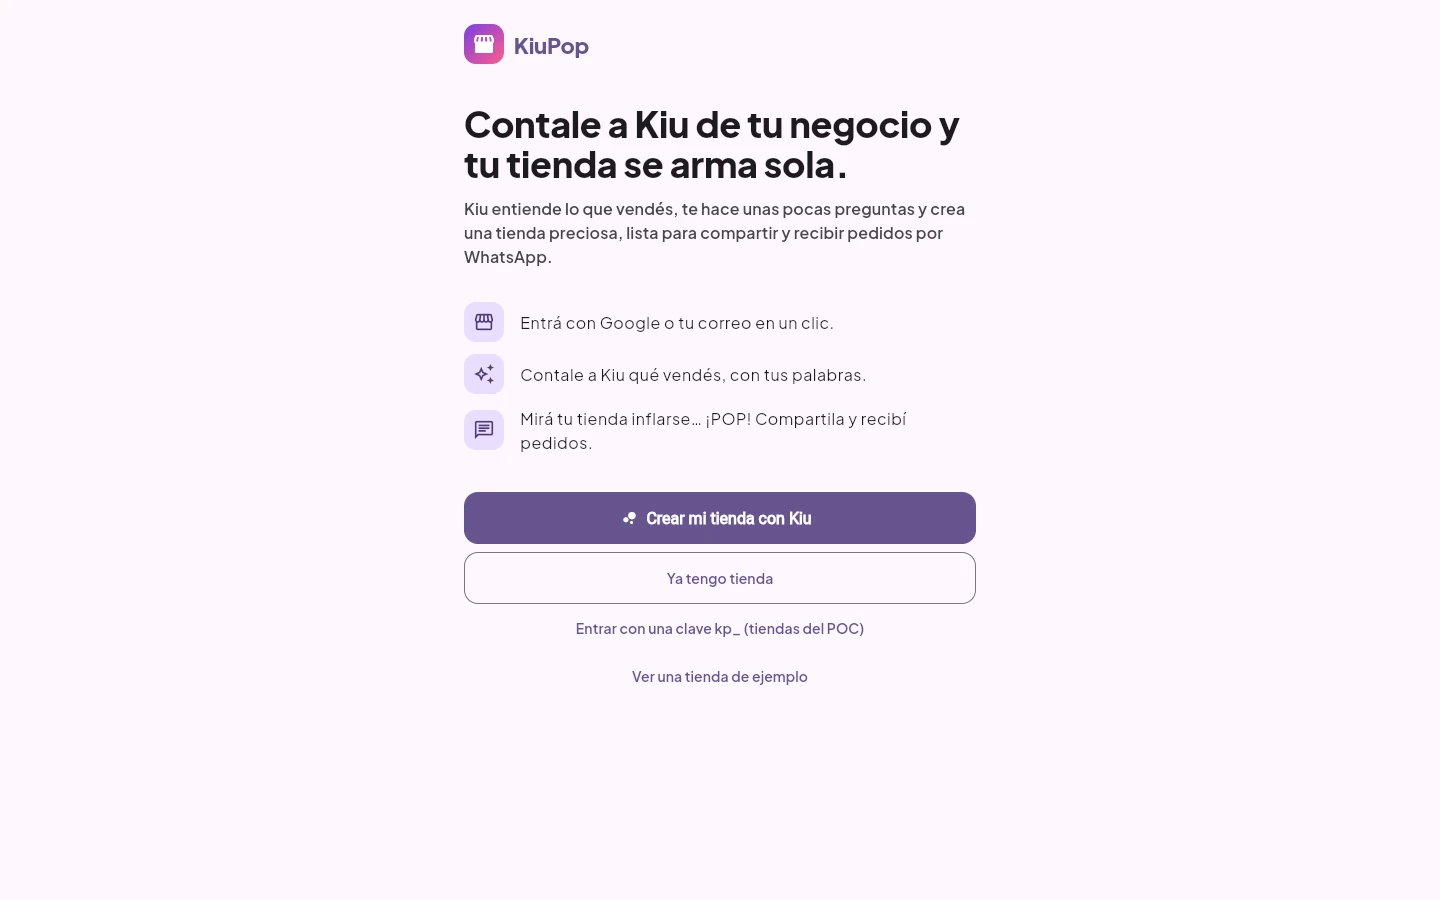 KiuPop
Contale a Kiu de tu negocio y
tu tienda se arma sola.
Kiu entiende lo que vendés, te hace unas pocas preguntas y crea
una tienda preciosa, lista para compartir y recibir pedidos por
WhatsApp.
Entrá con Google o tu correo en un clic.
Contale a Kiu qué vendés, con tus palabras.
Mirá tu tienda inflarse… ¡POP! Compartila y recibí
pedidos.
Crear mi tienda con Kiu
Ya tengo tienda
Entrar con una clave kp_ (tiendas del POC)
Ver una tienda de ejemplo